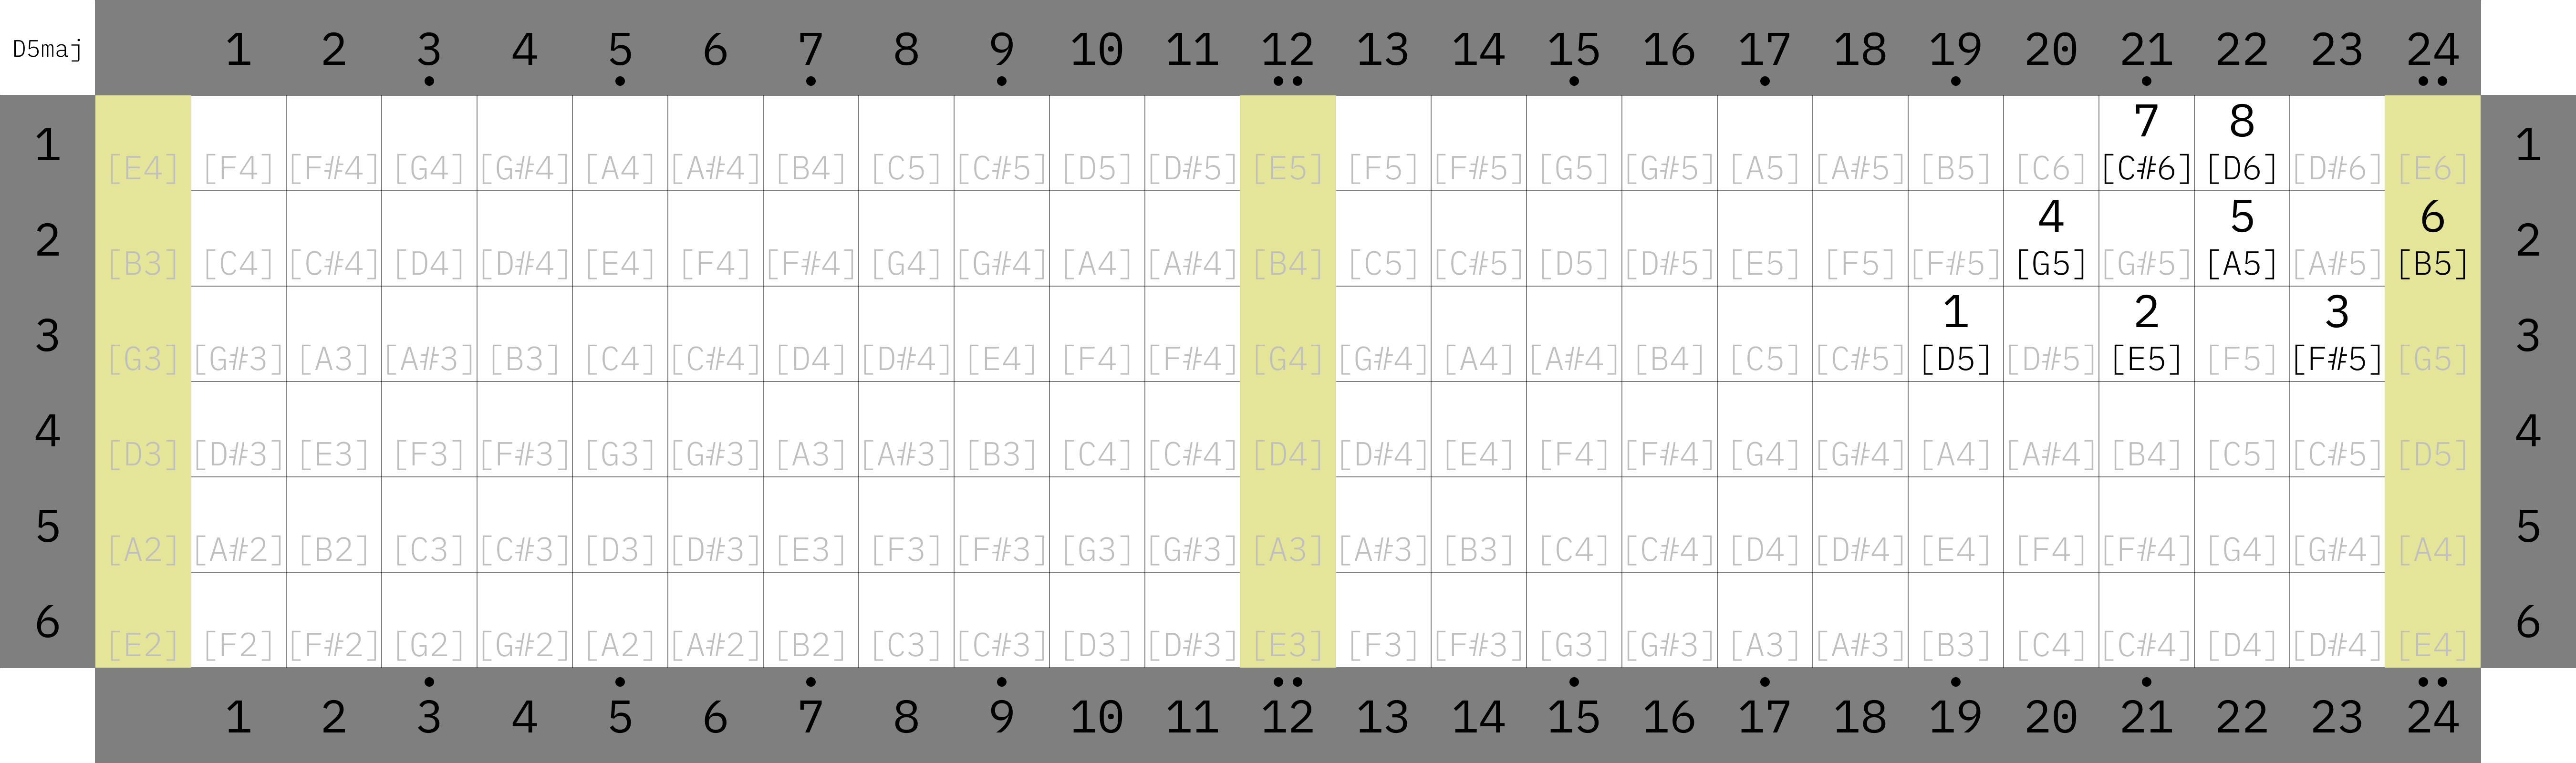 D5maj 1 2 3 4 5 6 7 8 9 10 11 12 13 14 15 16 17 18 19 20 21 22 23 24
7 8
1 [E4] [F4] [F#4] [G4] [G#4] [A4] [A#4] [B4] [C5] [C#5] [D5] [D#5] [E5] [F5] [F#5] [G5] [G#5] [A5] [A#5] [B5] [C6] [C#6] [D6] [D#6] [E6] 1
4 5 6
2 [B3] [C4] [C#4] [D4] [D#4] [E4] [F4] [F#4] [G4] [G#4] [A4] [A#4] [B4] [C5] [C#5] [D5] [D#5] [E5] [F5] [F#5] [G5] [G#5] [A5] [A#5] [B5] 2
1 2 3
3 [G3] [G#3] [A3] [A#3] [B3] [C4] [C#4] [D4] [D#4] [E4] [F4] [F#4] [G4] [G#4] [A4] [A#4] [B4] [C5] [C#5] [D5] [D#5] [E5] [F5] [F#5] [G5] 3
4 [D3] [D#3] [E3] [F3] [F#3] [G3] [G#3] [A3] [A#3] [B3] [C4] [C#4] [D4] [D#4] [E4] [F4] [F#4] [G4] [G#4] [A4] [A#4] [B4] [C5] [C#5] [D5] 4
5 [A2] [A#2] [B2] [C3] [C#3] [D3] [D#3] [E3] [F3] [F#3] [G3] [G#3] [A3] [A#3] [B3] [C4] [C#4] [D4] [D#4] [E4] [F4] [F#4] [G4] [G#4] [A4] 5
6 [E2] [F2] [F#2] [G2] [G#2] [A2] [A#2] [B2] [C3] [C#3] [D3] [D#3] [E3] [F3] [F#3] [G3] [G#3] [A3] [A#3] [B3] [C4] [C#4] [D4] [D#4] [E4] 6
1 2 3 4 5 6 7 8 9 10 11 12 13 14 15 16 17 18 19 20 21 22 23 24